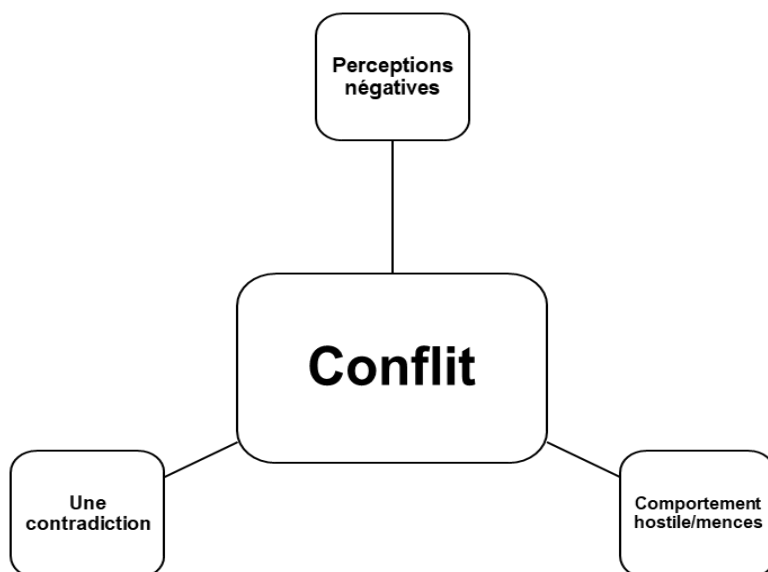 Perceptions
négatives
Conflit
Une
contradiction
Comportement
hostile/mences